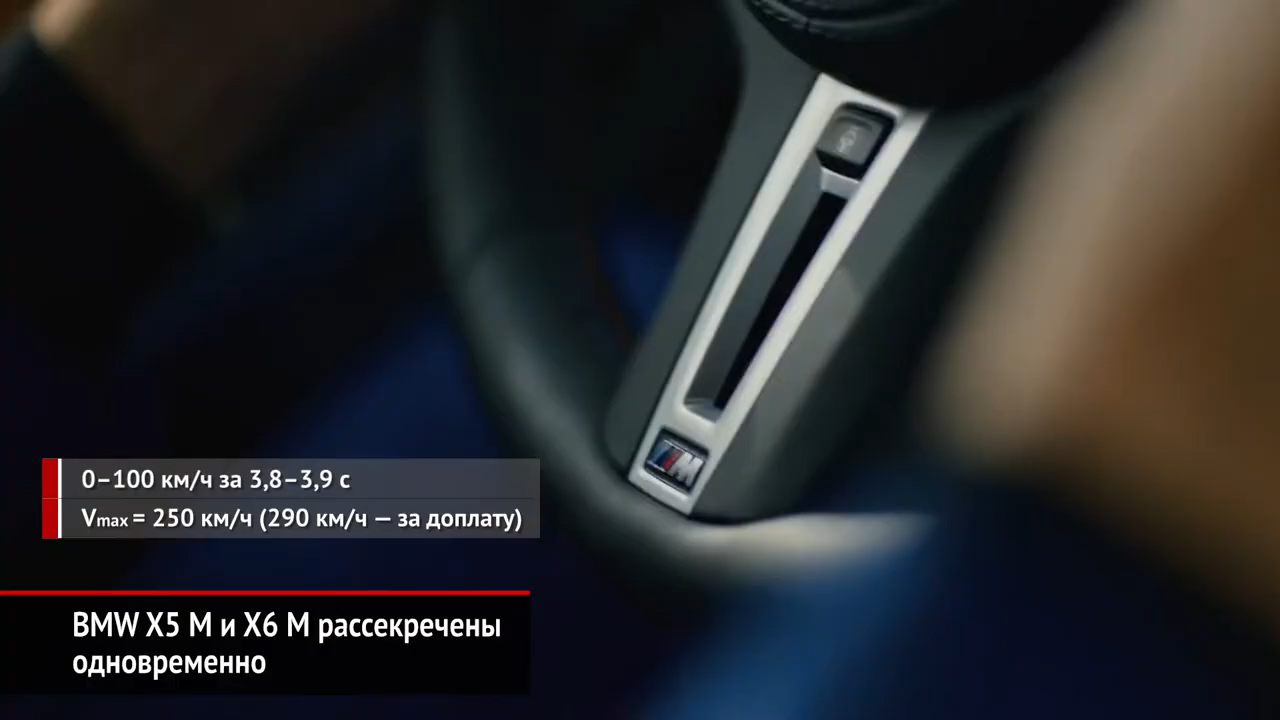 M
0–100 км/ч за 3,8–3,9 с
Vmax = 250 км/ч (290 км/ч — за доплату)
BMW X5 M и X6 M рассекречены
одновременно